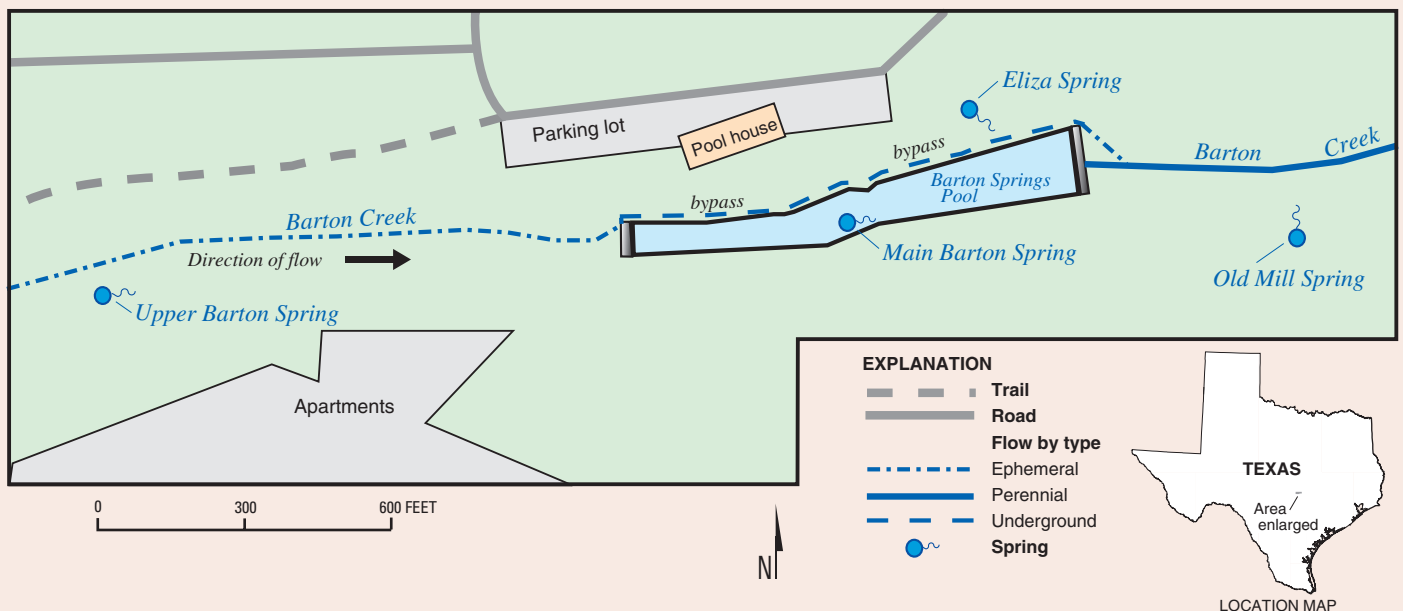 Eliza Spring
Parking lot
Pool house
bypass
Barton
Creek
Barton Springs
Pool
bypass
Barton Creek
Direction of flow
Main Barton Spring
Old Mill Spring
Upper Barton Spring
Apartments
EXPLANATION
Trail
Road
Flow by type
Ephemeral
Perennial
Underground
Spring
TEXAS
Area
enlarged
LOCATION MAP
0 300 600 FEET
N